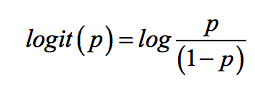 logit(p) = log p/(1-p)